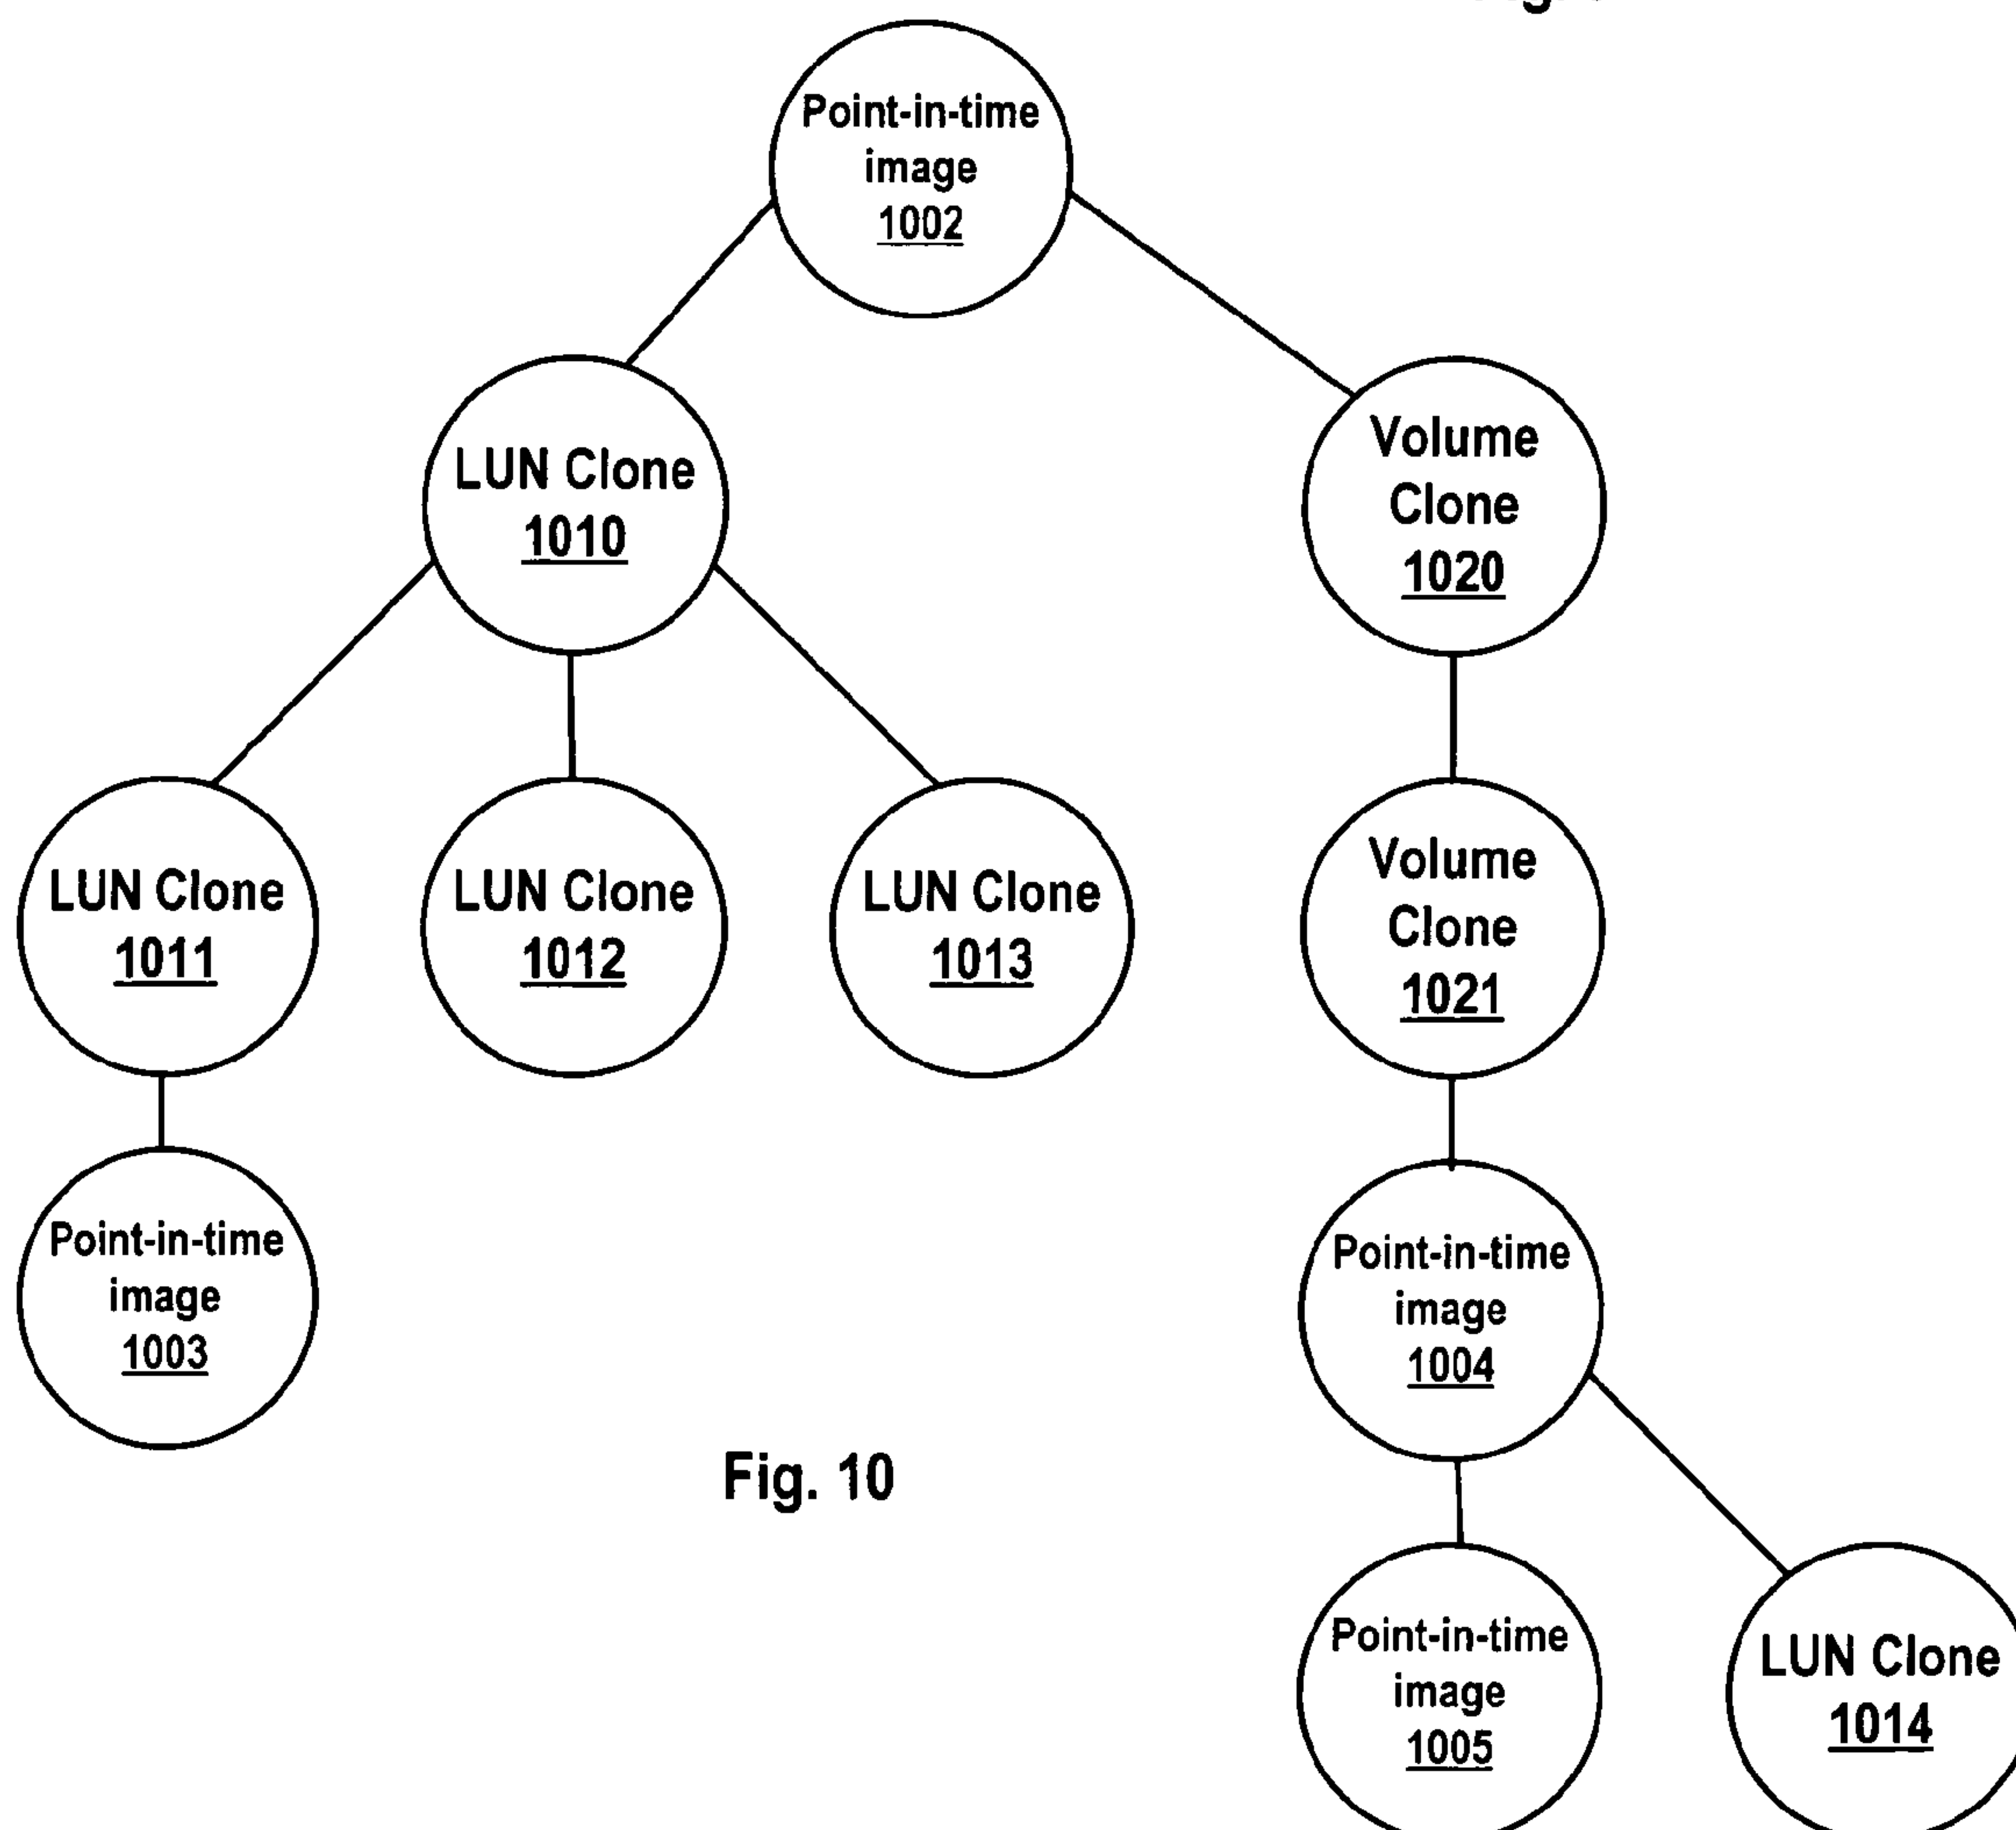 Point-in-time
image
1002
LUN Clone
1010
Volume
Clone
1020
LUN Clone
1011
LUN Clone
1012
LUN Clone
1013
Volume
Clone
1021
Point-in-time
image
1003
Point-in-time
image
1004
Fig. 10
Point-in-time
image
1005
LUN Clone
1014